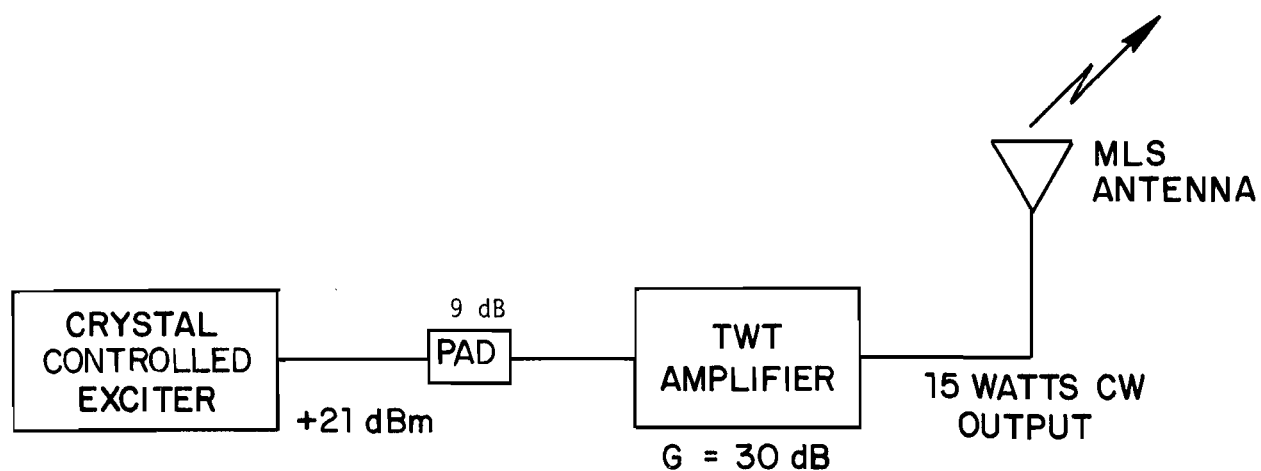 MLS
ANTENNA
CRYSTAL
CONTROLLED
EXCITER
+21 dBm
9 dB
PAD
TWT
AMPLIFIER
G = 30 dB
15 WATTS CW
OUTPUT